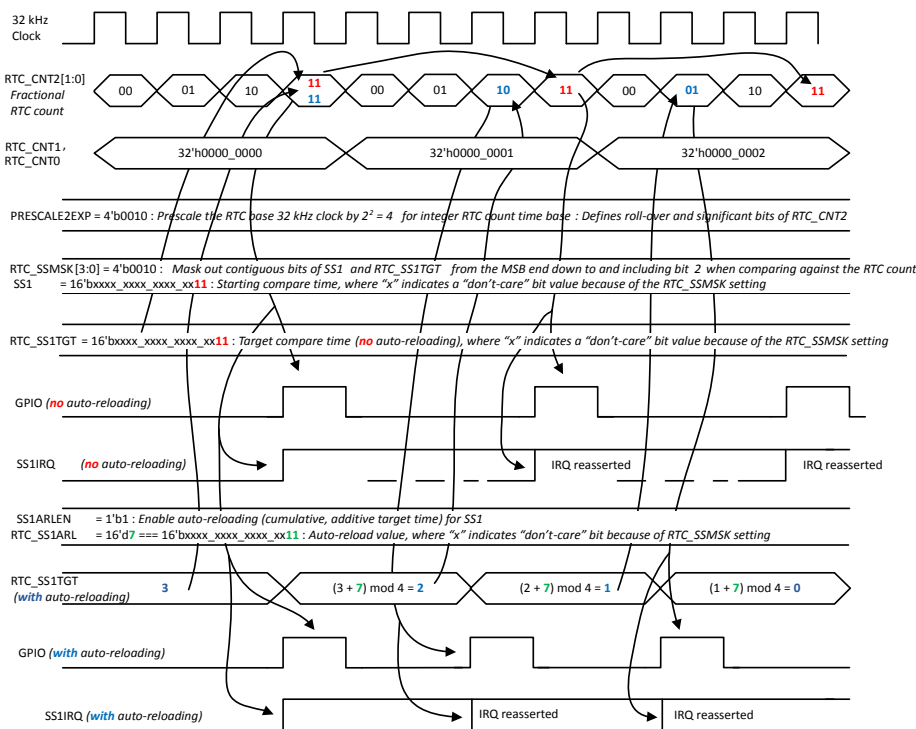 32 kHz
Clock
RTC_CNT2[1:0]
Fractional
RTC count
00 01 10 11 00 01 10 11 00 01 10 11
11
RTC_CNT1,
RTC_CNT0
32'h0000_0000 32'h0000_0001 32'h0000_0002
PRESCALE2EXP = 4'b0010 : Prescale the RTC base 32 kHz clock by 2² = 4 for integer RTC count time base : Defines roll-over and significant bits of RTC_CNT2
RTC_SSMSK[3:0] = 4'b0010 : Mask out contiguous bits of SS1 and RTC_SS1TGT from the MSB end down to and including bit 2 when comparing against the RTC count
SS1 = 16'bxxxx_xxxx_xxxx_xx11 : Starting compare time, where "x" indicates a "don't-care" bit value because of the RTC_SSMSK setting
RTC_SS1TGT = 16'bxxxx_xxxx_xxxx_xx11 : Target compare time (no auto-reloading), where "x" indicates a "don't-care" bit value because of the RTC_SSMSK setting
GPIO (no auto-reloading)
SS1IRQ (no auto-reloading) IRQ reasserted IRQ reasserted
SS1ARLEN = 1'b1 : Enable auto-reloading (cumulative, additive target time) for SS1
RTC_SS1ARL = 16'd7 === 16'bxxxx_xxxx_xxxx_xx11 : Auto-reload value, where "x" indicates "don't-care" bit because of RTC_SSMSK setting
RTC_SS1TGT
(with auto-reloading)
3 (3 + 7) mod 4 = 2 (2 + 7) mod 4 = 1 (1 + 7) mod 4 = 0
GPIO (with auto-reloading)
SS1IRQ (with auto-reloading) IRQ reasserted IRQ reasserted